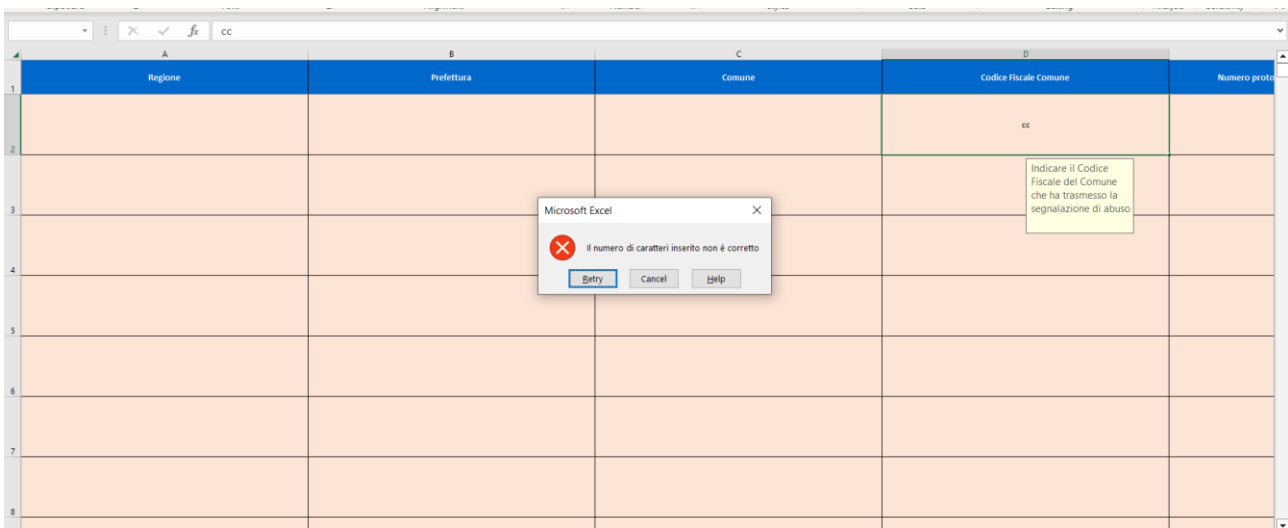 fx cc
A B C D
Regione Prefettura Comune Codice Fiscale Comune Numero proto
1
cc
2
Indicare il Codice
Fiscale del Comune
che ha trasmesso la
segnalazione di abuso
3
Microsoft Excel
Il numero di caratteri inserito non è corretto
Retry Cancel Help
4
5
6
7
8